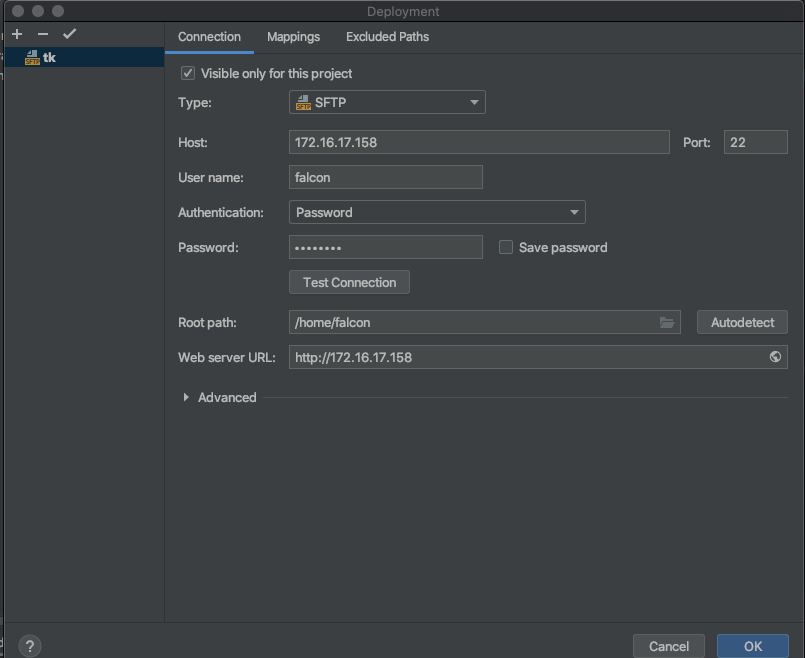 Deployment
Connection Mappings Excluded Paths
tk
Visible only for this project
Type: SFTP
Host: 172.16.17.158 Port: 22
User name: falcon
Authentication: Password
Password: •••••••• Save password
Test Connection
Root path: /home/falcon Autodetect
Web server URL: http://172.16.17.158
Advanced
? Cancel OK